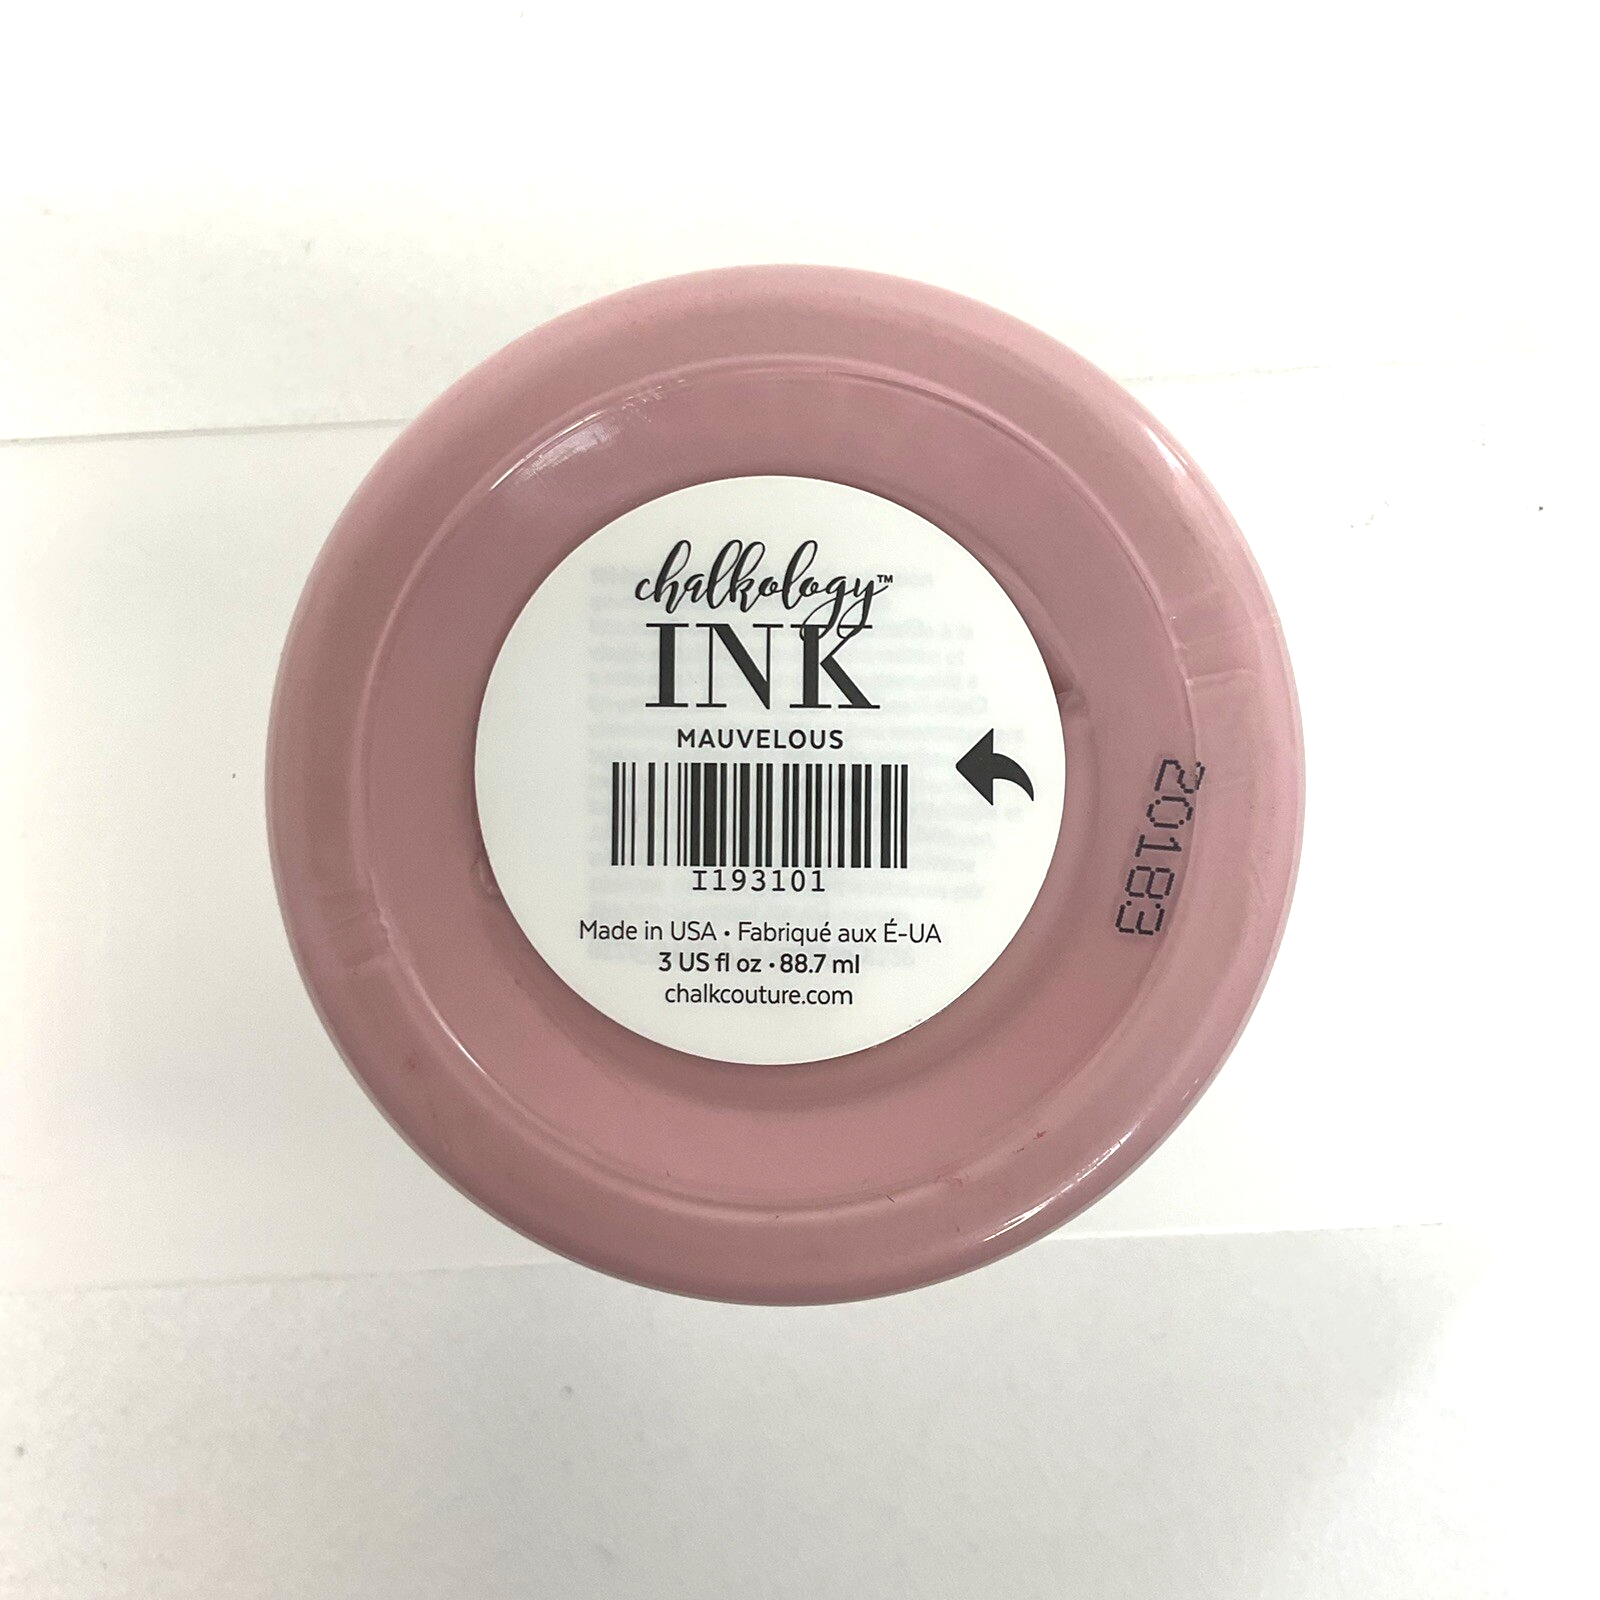 chalkology™
INK
MAUVELOUS
I193101
Made in USA • Fabriqué aux É-UA
3 US fl oz • 88.7 ml
chalkcouture.com
20183